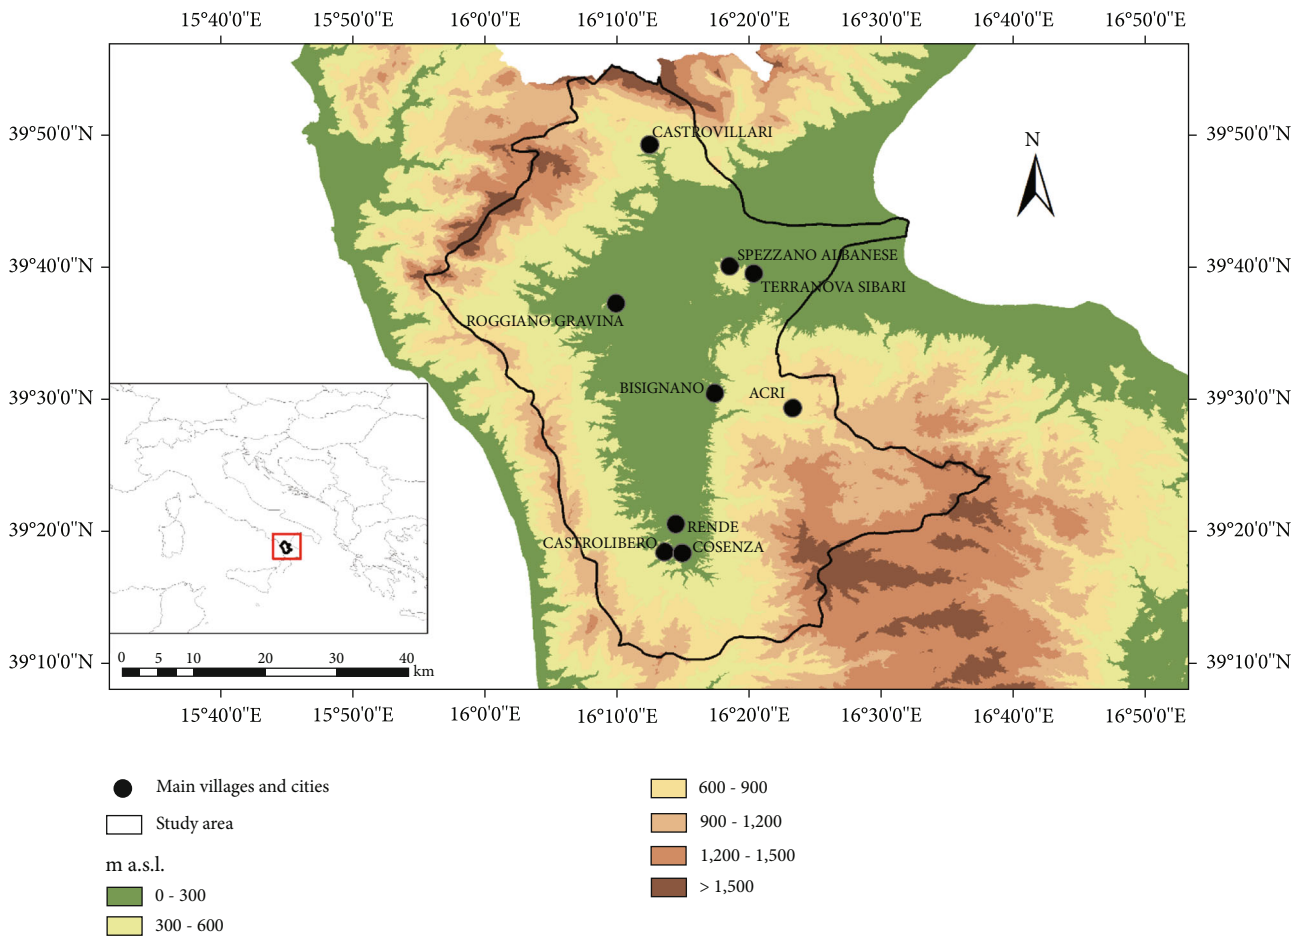 15°40'0"E 15°50'0"E 16°0'0"E 16°10'0"E 16°20'0"E 16°30'0"E 16°40'0"E 16°50'0"E
39°50'0"N 39°50'0"N
CASTROVILLARI
N
SPEZZANO ALBANESE
39°40'0"N 39°40'0"N
TERRANOVA SIBARI
ROGGIANO GRAVINA
BISIGNANO ACRI
39°30'0"N 39°30'0"N
RENDE
39°20'0"N 39°20'0"N
CASTROLIBERO COSENZA
0 5 10 20 30 40
km
39°10'0"N 39°10'0"N
15°40'0"E 15°50'0"E 16°0'0"E 16°10'0"E 16°20'0"E 16°30'0"E 16°40'0"E 16°50'0"E
Main villages and cities
Study area
m a.s.l.
0 - 300
300 - 600
600 - 900
900 - 1,200
1,200 - 1,500
> 1,500